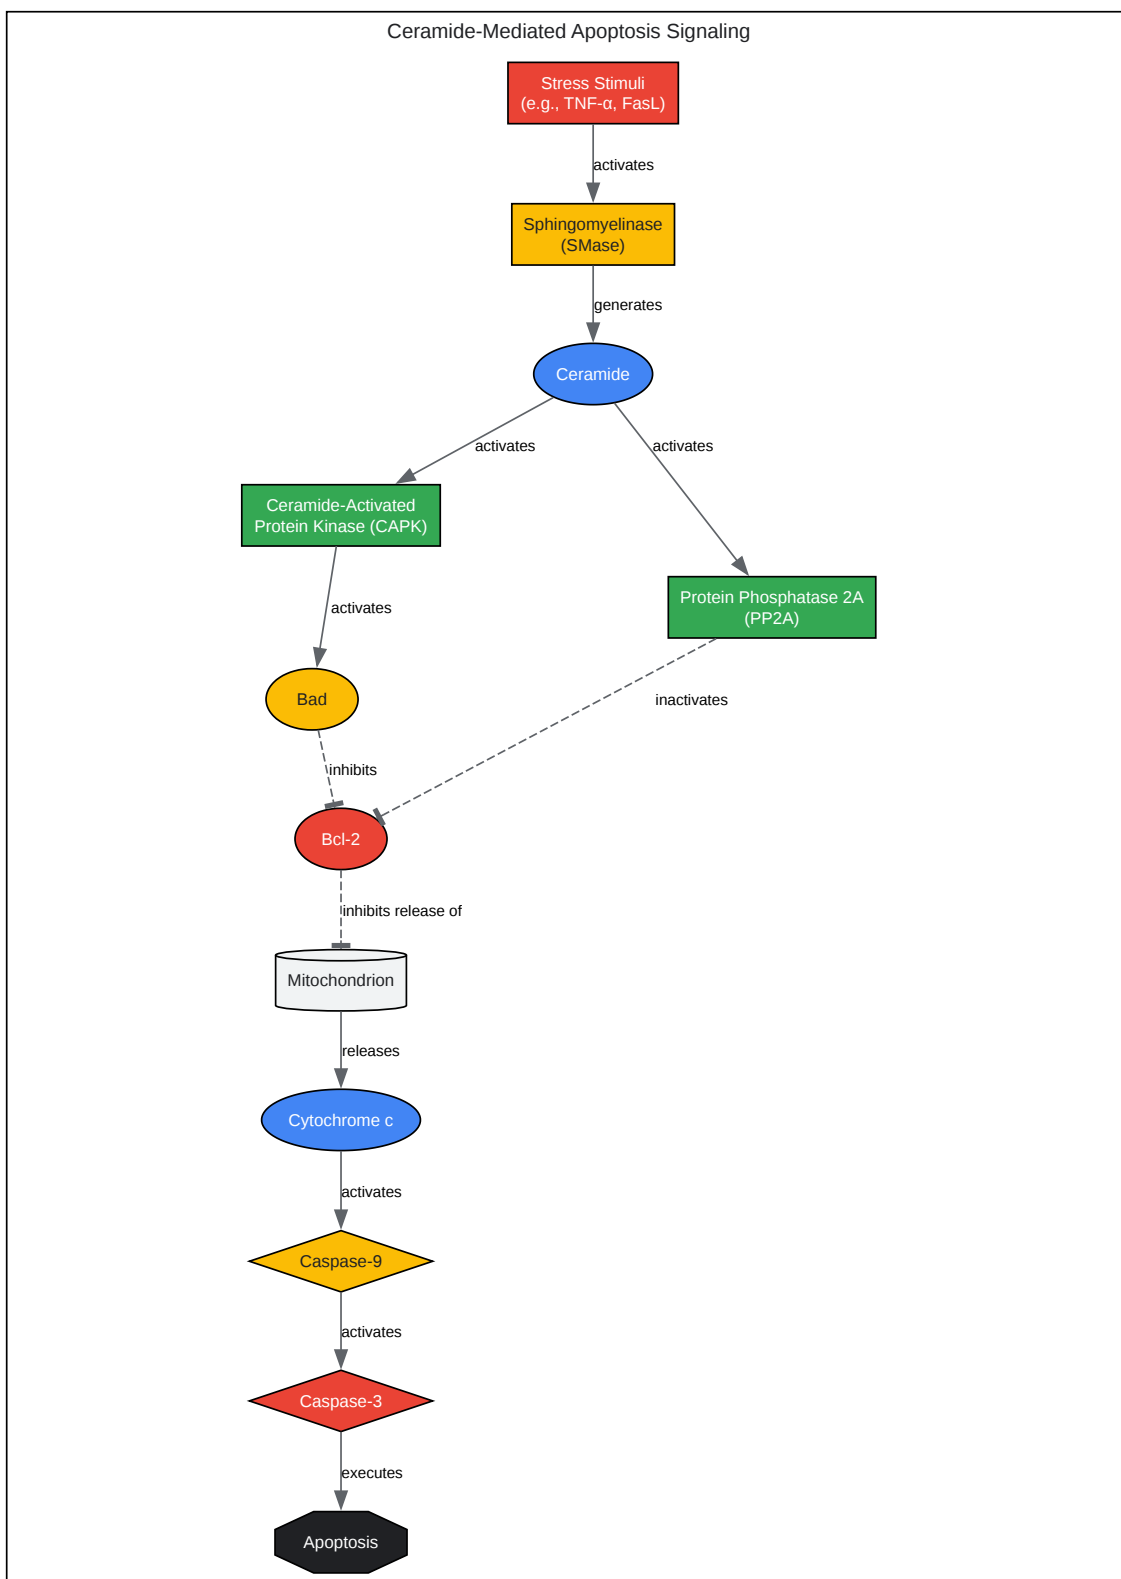 Ceramide-Mediated Apoptosis Signaling
Stress Stimuli
(e.g., TNF-α, FasL)
activates
Sphingomyelinase
(SMase)
generates
Ceramide
activates
activates
Ceramide-Activated
Protein Kinase (CAPK)
Protein Phosphatase 2A
(PP2A)
activates
Bad
inactivates
inhibits
Bcl-2
inhibits release of
Mitochondrion
releases
Cytochrome c
activates
Caspase-9
activates
Caspase-3
executes
Apoptosis